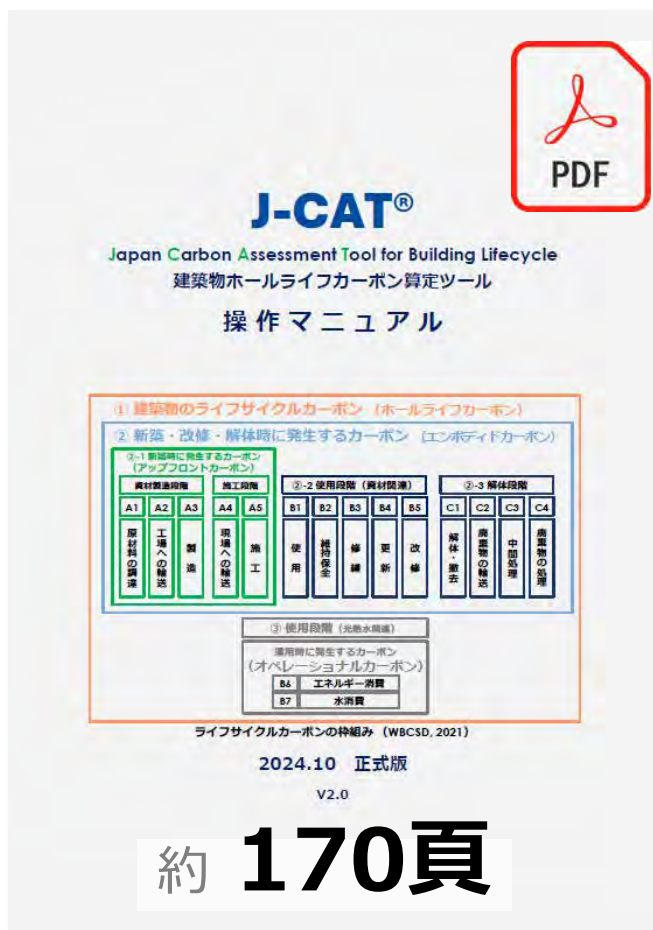 PDF
J-CAT®
Japan Carbon Assessment Tool for Building Lifecycle
建築物ホールライフカーボン算定ツール
操作マニュアル
① 建築物のライフサイクルカーボン（ホールライフカーボン）
② 新築・改修・解体時に発生するカーボン（エンボディドカーボン）
②-1 新築時に発生するカーボン
（アップフロントカーボン）
資材製造段階 施工段階 ②-2 使用段階（資材関連） ②-3 解体段階
A1 A2 A3 A4 A5 B1 B2 B3 B4 B5 C1 C2 C3 C4
原材料の調達
工場への輸送
製造
現場への輸送
施工
使用
維持保全
修繕
更新
改修
解体・撤去
廃棄物の輸送
中間処理
廃棄物の処理
③ 使用段階（光熱水関連）
運用時に発生するカーボン
（オペレーショナルカーボン）
B6 エネルギー消費
B7 水消費
ライフサイクルカーボンの枠組み（WBCSD, 2021）
2024.10 正式版
V2.0
約 170頁